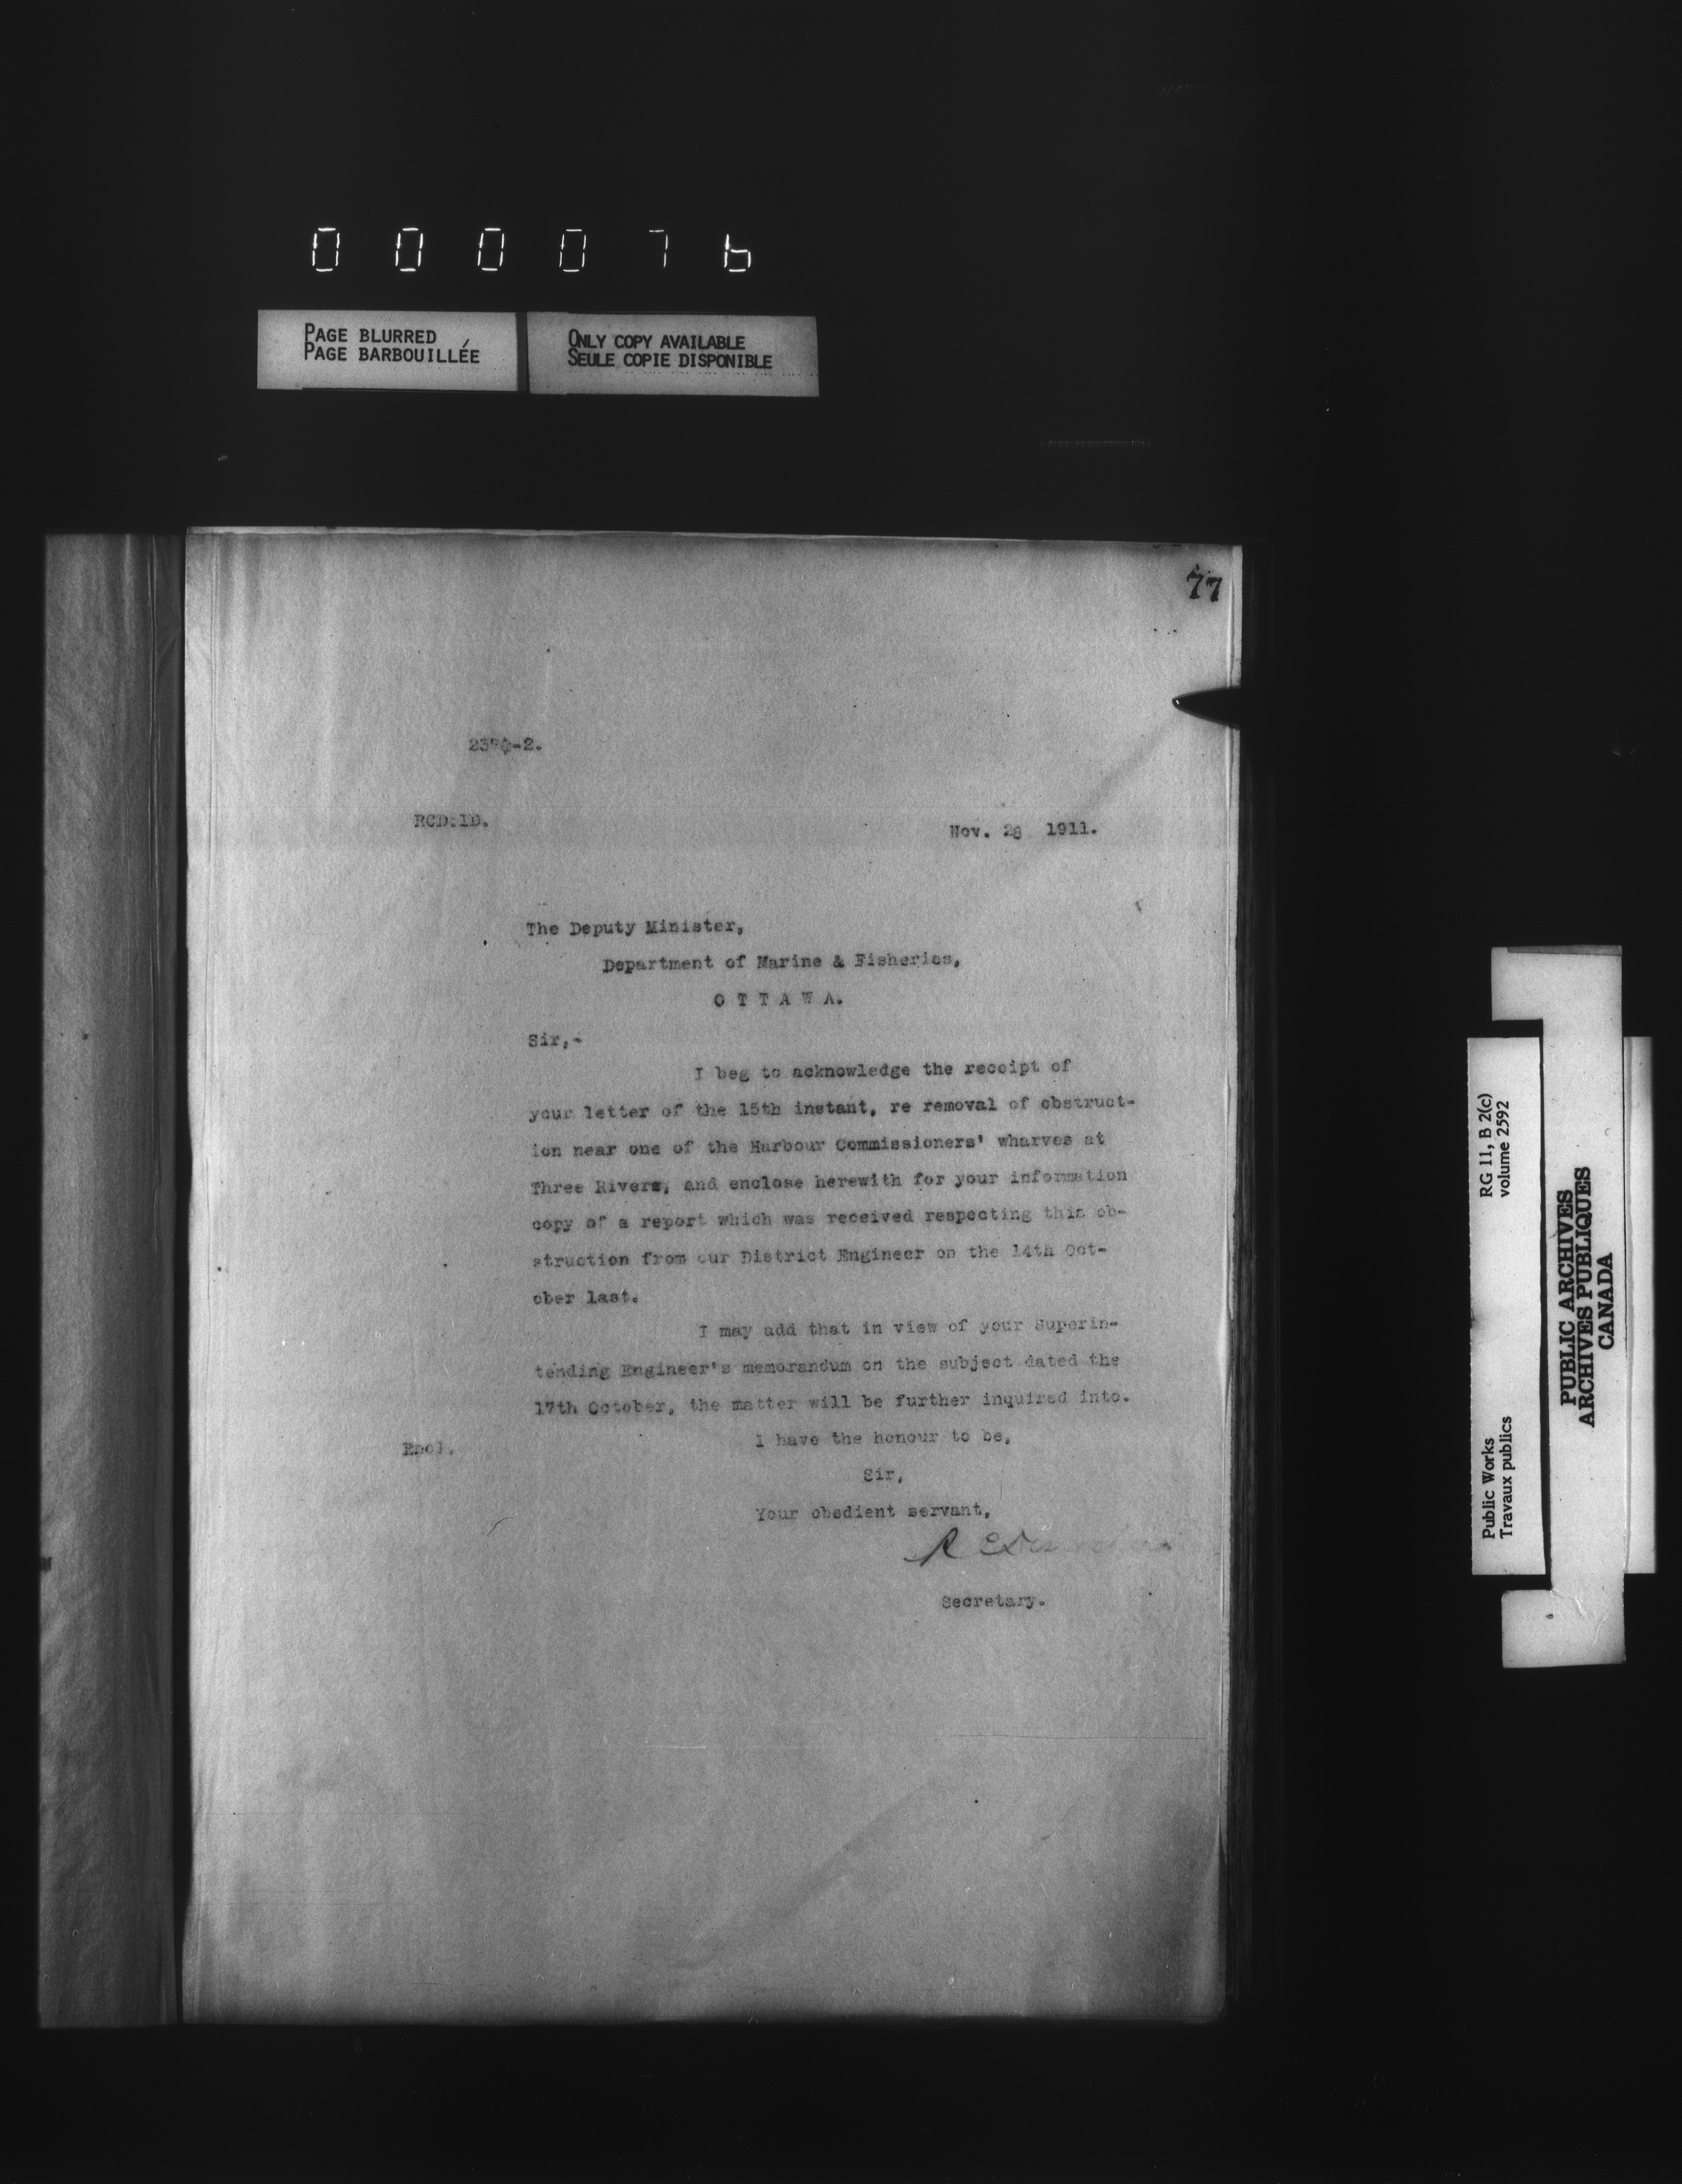 000076
PAGE BLURRED
PAGE BARBOUILLÉE
ONLY COPY AVAILABLE
SEULE COPIE DISPONIBLE
77
RCD.1D.
Nov. 28 1911.
The Deputy Minister,
Department of Marine & Fisheries,
O T T A W A.
Sir,-
I beg to acknowledge the receipt of
your letter of the 15th instant, re removal of obstruct-
ion near one of the Harbour Commissioners' wharves at
Three Rivers, and enclose herewith for your information
copy of a report which was received respecting this ob-
struction from our District Engineer on the 14th Oct-
ober last.
I may add that in view of your Superin-
tending Engineer's memorandum on the subject dated the
17th October, the matter will be further inquired into.
Encl.
I have the honour to be,
Sir,
Your obedient servant,
Secretary.
RG 11, B 2(c)
volume 2592
Public Works
Travaux publics
PUBLIC ARCHIVES
ARCHIVES PUBLIQUES
CANADA